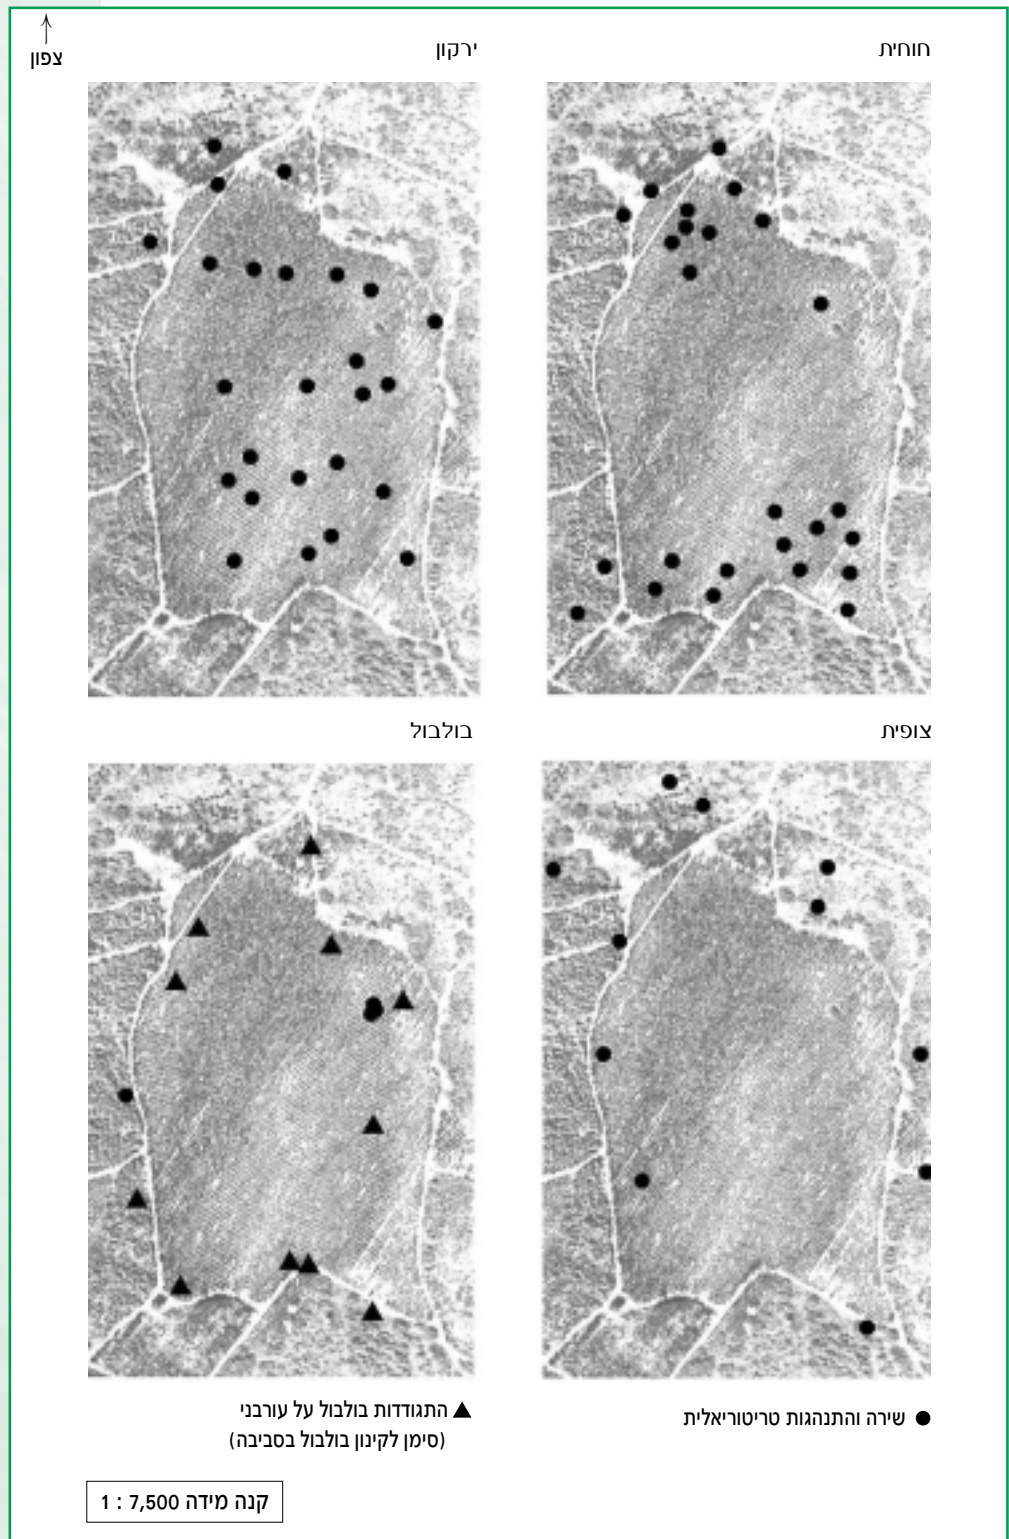 צפון
חוחית
ירקון
צופית
בולבול
שירה והתנהגות טריטוריאלית
התגודדות בולבול על עורבני
(סימן לקינון בולבול בסביבה)
קנה מידה 7,500 : 1